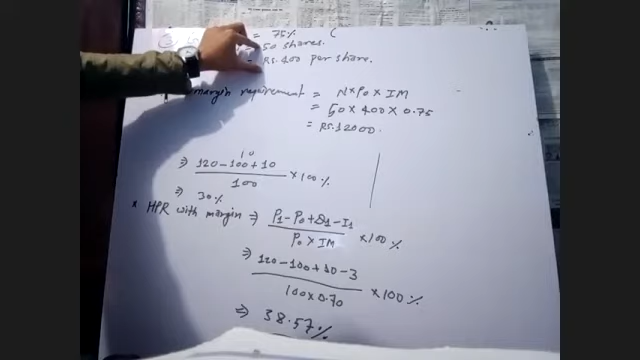 = 75%
50 shares.
Rs. 400 per share.
margin requirement = N×P0×IM
= 50 × 400 × 0.75
= Rs. 12000.
10
⇒ 120 - 100 + 10 / 100 × 100%
⇒ 30%
* HPR with margin ⇒ P1 - P0 + D1 - I1 / P0 × IM × 100%
⇒ 120 - 100 + 10 - 3 / 100 × 0.70 × 100%
⇒ 38.57%